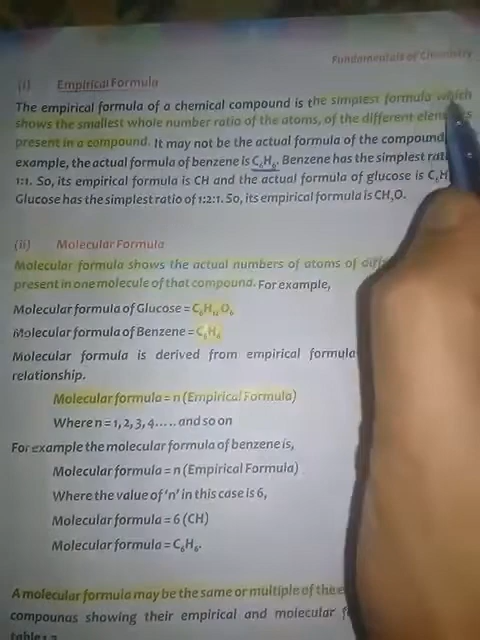 Fundamentals of Chemistry
(i) Empirical Formula
The empirical formula of a chemical compound is the simplest formula which
shows the smallest whole number ratio of the atoms, of the different
present in a compound. It may not be the actual formula of the compound
example, the actual formula of benzene is C₆H₆. Benzene has the simplest
1:1. So, its empirical formula is CH and the actual formula of glucose is C₆H
Glucose has the simplest ratio of 1:2:1. So, its empirical formula is CH₂O.
(ii) Molecular Formula
Molecular formula shows the actual numbers of atoms of
present in one molecule of that compound. For example,
Molecular formula of Glucose = C₆H₁₂O₆
Molecular formula of Benzene = C₆H₆
Molecular formula is derived from empirical formula
relationship.
Molecular formula = n (Empirical Formula)
Where n = 1, 2, 3, 4..... and so on
For example the molecular formula of benzene is,
Molecular formula = n (Empirical Formula)
Where the value of 'n' in this case is 6,
Molecular formula = 6 (CH)
Molecular formula = C₆H₆.
A molecular formula may be the same or multiple of the
compounds showing their empirical and molecular